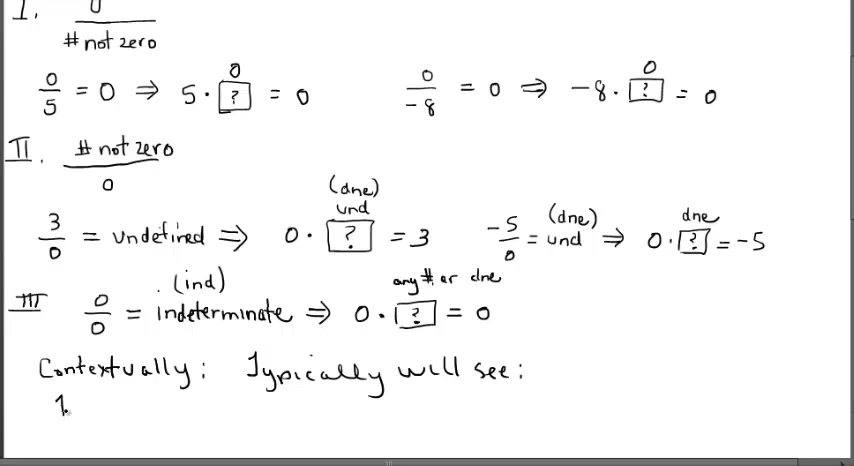 I. 0
# not zero
0/5 = 0 ⇒ 5 · [?] = 0   0/-8 = 0 ⇒ -8 · [?] = 0
0   0
II. # not zero
0
(dne)
und   (dne)   dne
3/0 = undefined ⇒ 0 · [?] = 3   -5/0 = und ⇒ 0 · [?] = -5
(ind)   any # or dne
III 0/0 = indeterminate ⇒ 0 · [?] = 0
Contextually: Typically will see:
1.